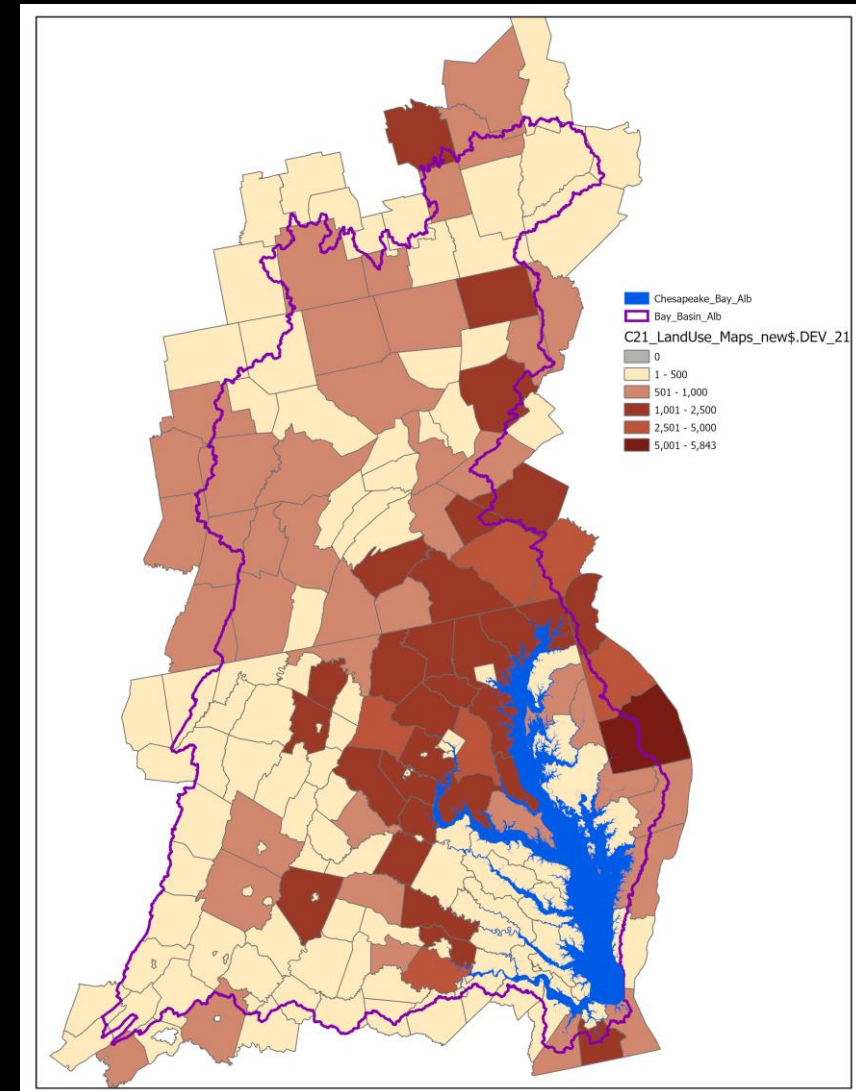 Chesapeake_Bay_Alb
Bay_Basin_Alb
C21_LandUse_Maps_new$.DEV_21
0
1 - 500
501 - 1,000
1,001 - 2,500
2,501 - 5,000
5,001 - 5,843